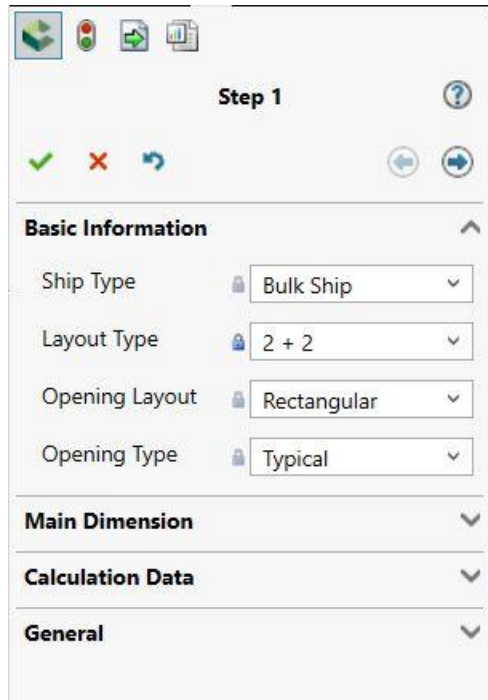 Step 1
Basic Information
Ship Type Bulk Ship
Layout Type 2 + 2
Opening Layout Rectangular
Opening Type Typical
Main Dimension
Calculation Data
General